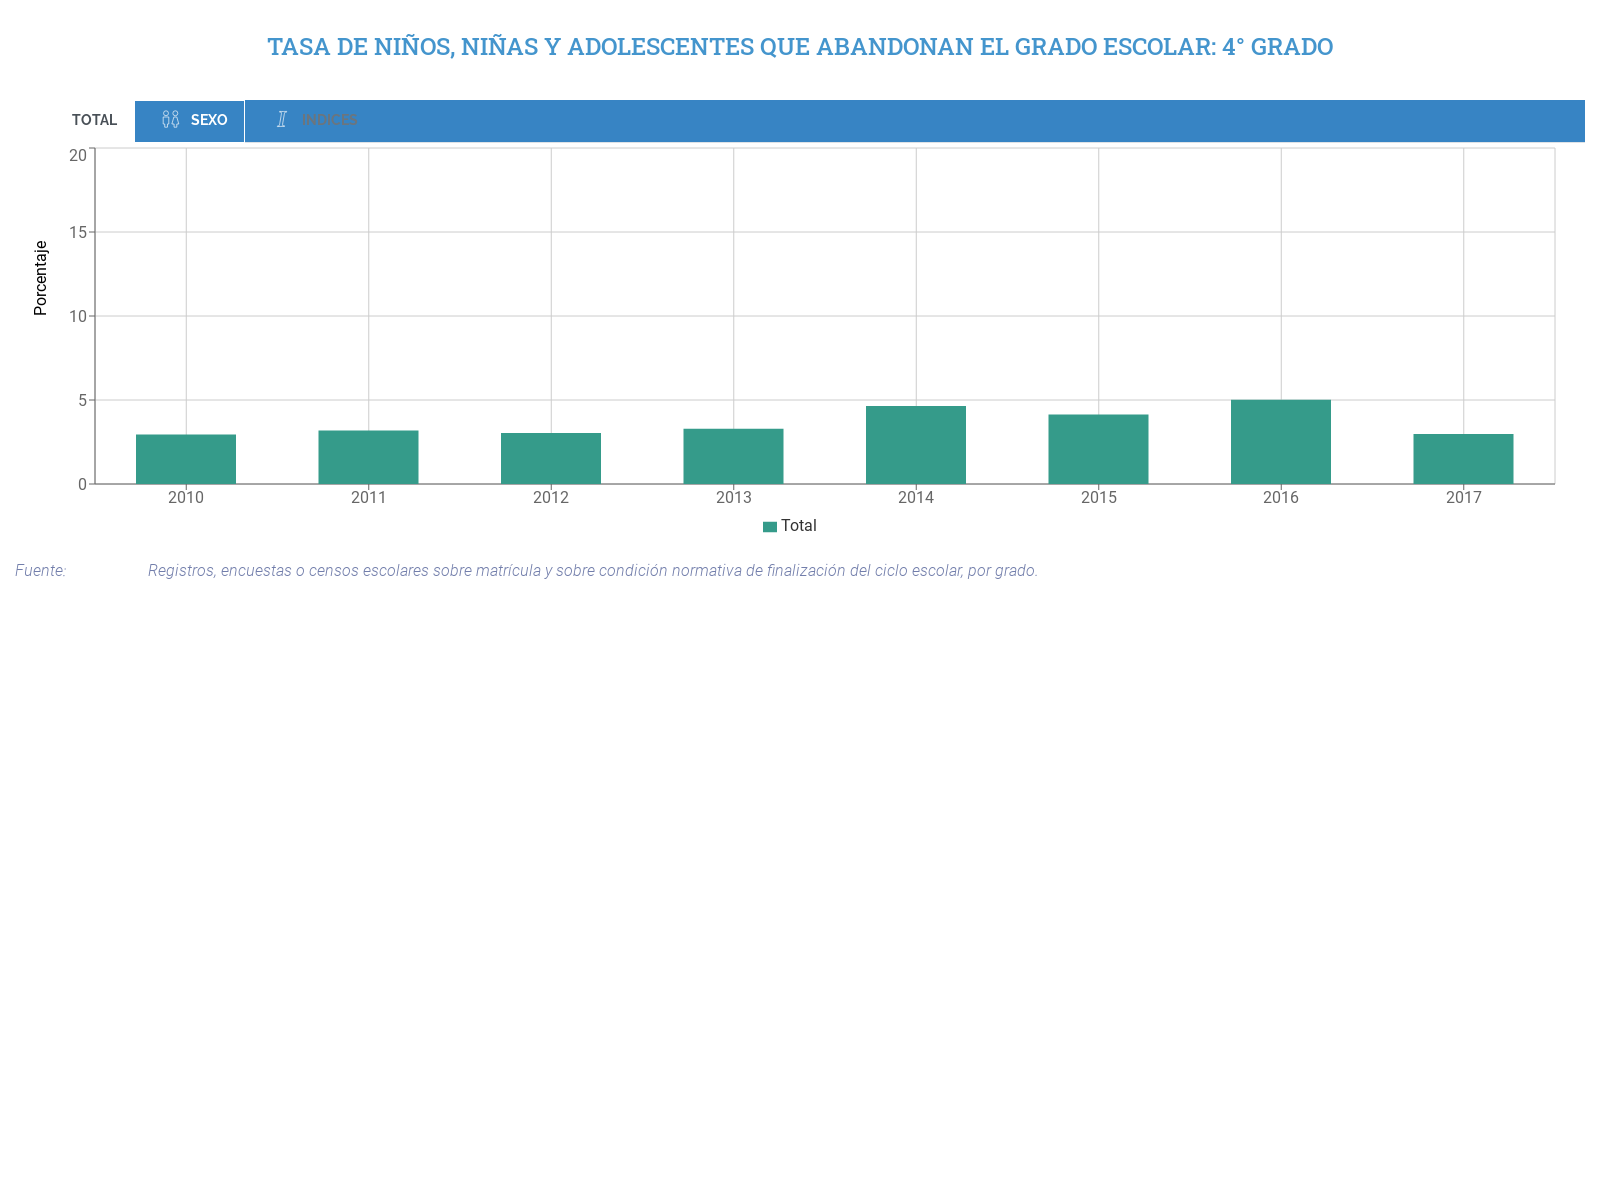 TASA DE NIÑOS, NIÑAS Y ADOLESCENTES QUE ABANDONAN EL GRADO ESCOLAR: 4° GRADO
TOTAL SEXO INDICES
20
15
10
5
0
Porcentaje
2010 2011 2012 2013 2014 2015 2016 2017
Total
Fuente: Registros, encuestas o censos escolares sobre matrícula y sobre condición normativa de finalización del ciclo escolar, por grado.